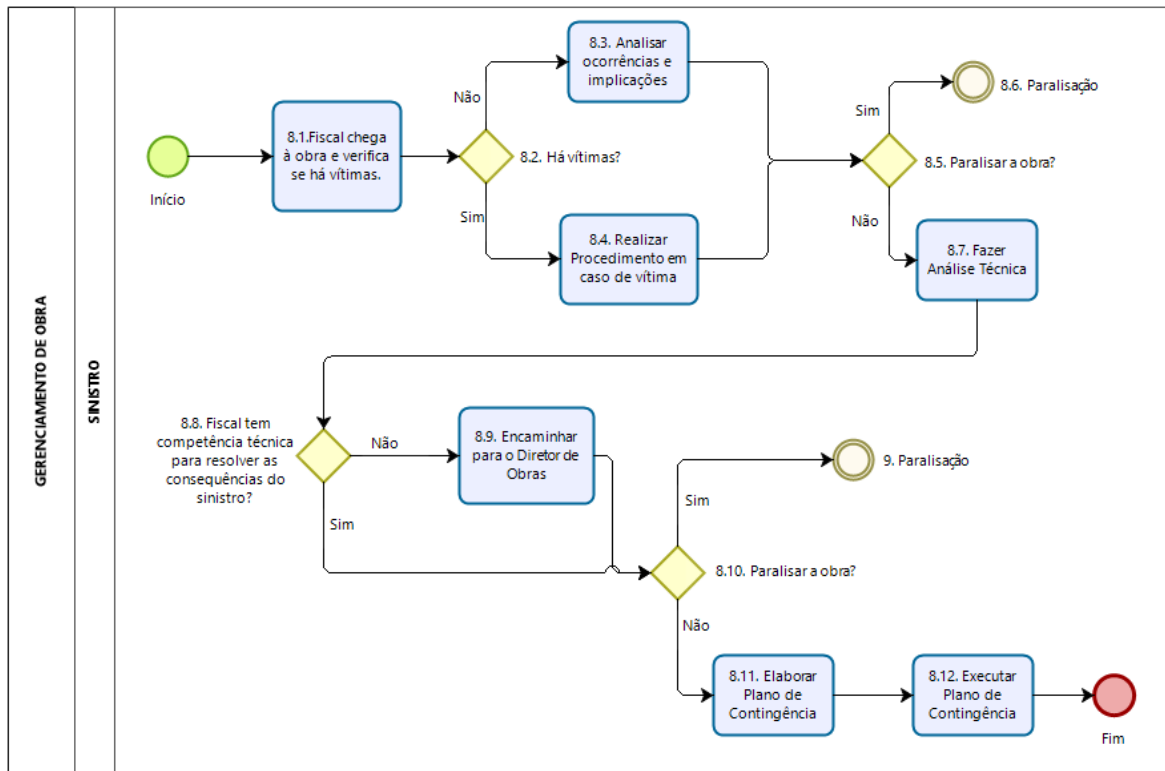 GERENCIAMENTO DE OBRA
SINISTRO
Início
8.1.Fiscal chega
à obra e verifica
se há vítimas.
8.2. Há vítimas?
Não
Sim
8.3. Analisar
ocorrências e
implicações
8.4. Realizar
Procedimento em
caso de vítima
8.5. Paralisar a obra?
Sim
Não
8.6. Paralisação
8.7. Fazer
Análise Técnica
8.8. Fiscal tem
competência técnica
para resolver as
consequências do
sinistro?
Não
Sim
8.9. Encaminhar
para o Diretor de
Obras
8.10. Paralisar a obra?
Sim
Não
9. Paralisação
8.11. Elaborar
Plano de
Contingência
8.12. Executar
Plano de
Contingência
Fim